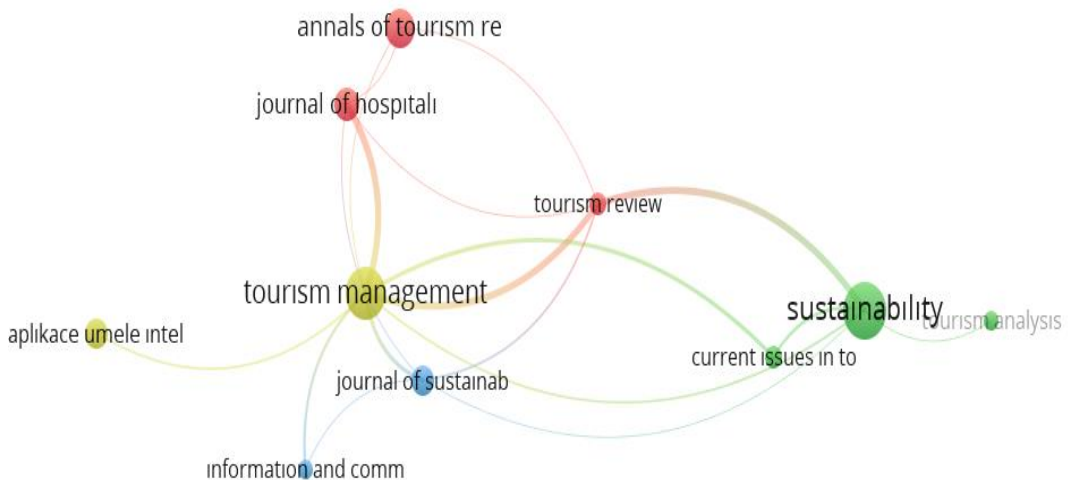 annals of tourism re
journal of hospitali
tourism review
tourism management
sustainability
tourism analysis
aplikace umele intel
current issues in to
journal of sustainab
information and comm